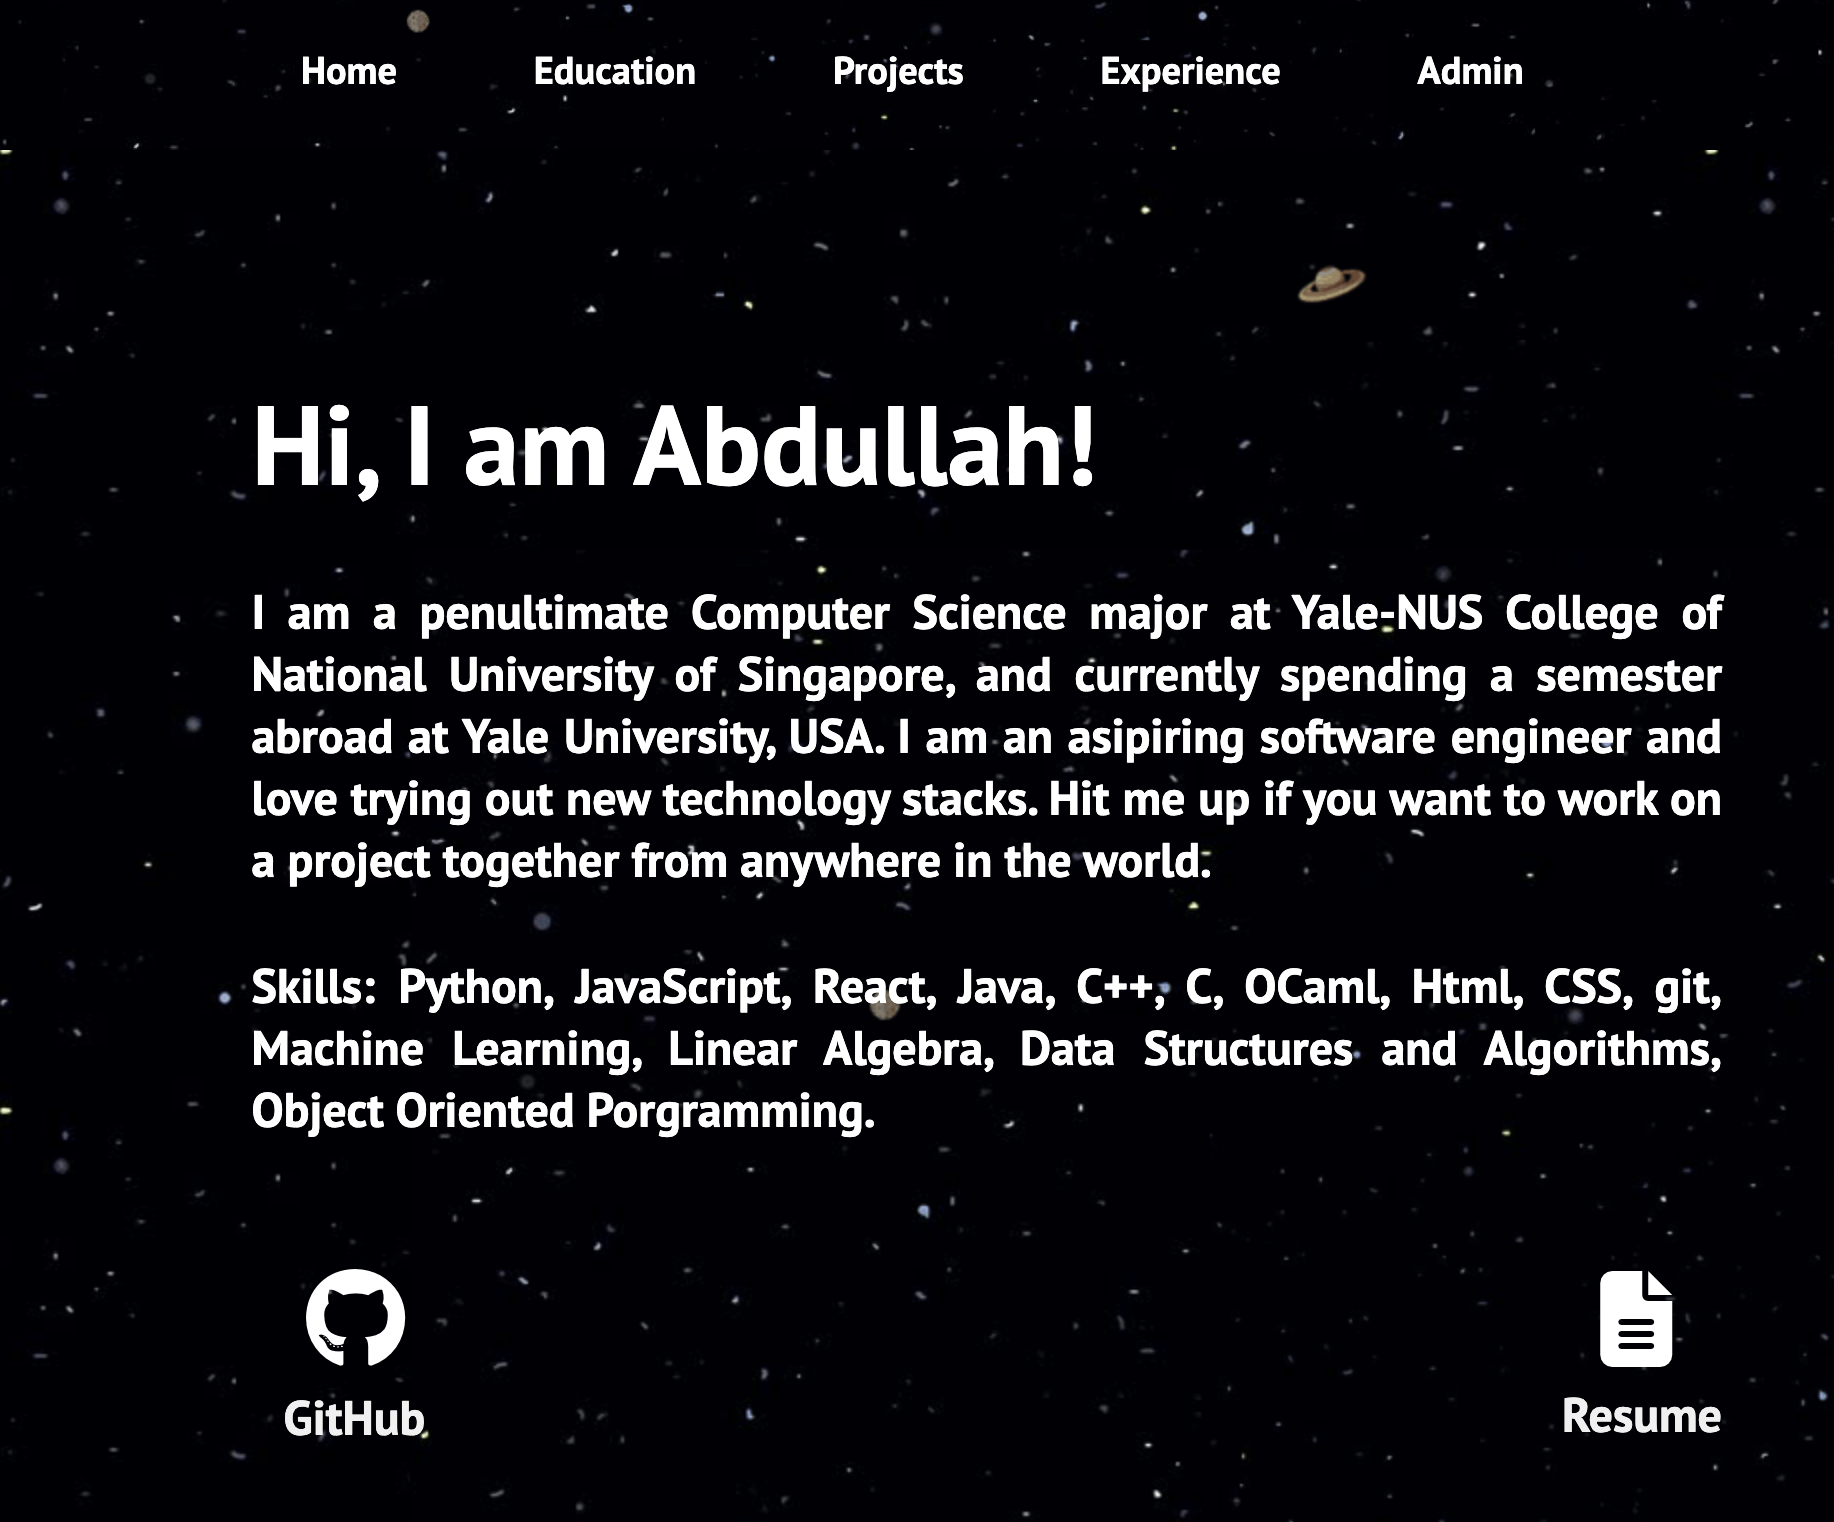 Home Education Projects Experience Admin
Hi, I am Abdullah!
I am a penultimate Computer Science major at Yale-NUS College of
National University of Singapore, and currently spending a semester
abroad at Yale University, USA. I am an asipiring software engineer and
love trying out new technology stacks. Hit me up if you want to work on
a project together from anywhere in the world.
Skills: Python, JavaScript, React, Java, C++, C, OCaml, Html, CSS, git,
Machine Learning, Linear Algebra, Data Structures and Algorithms,
Object Oriented Porgramming.
GitHub Resume